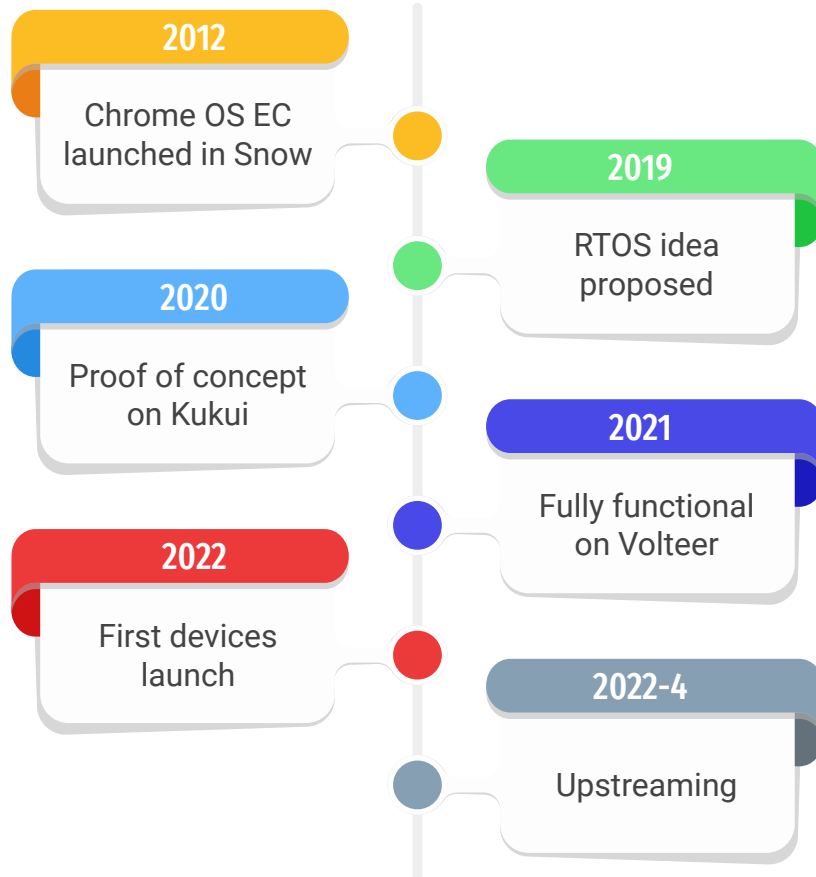 2012
Chrome OS EC
launched in Snow
2019
RTOS idea
proposed
2020
Proof of concept
on Kukui
2021
Fully functional
on Volteer
2022
First devices
launch
2022-4
Upstreaming